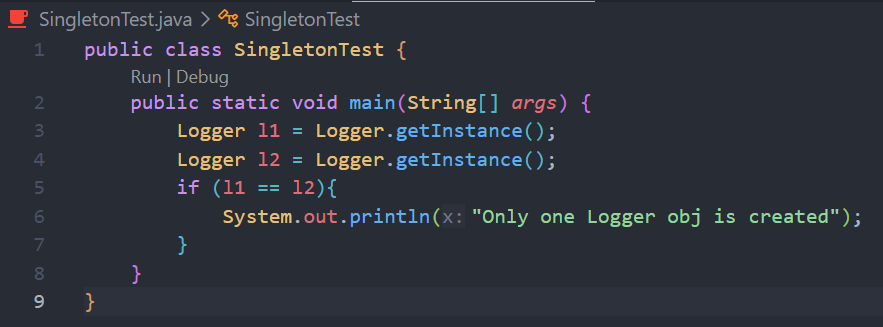 SingletonTest.java > SingletonTest
1 public class SingletonTest {
Run | Debug
2 public static void main(String[] args) {
3 Logger l1 = Logger.getInstance();
4 Logger l2 = Logger.getInstance();
5 if (l1 == l2){
6 System.out.println(x: "Only one Logger obj is created");
7 }
8 }
9 }